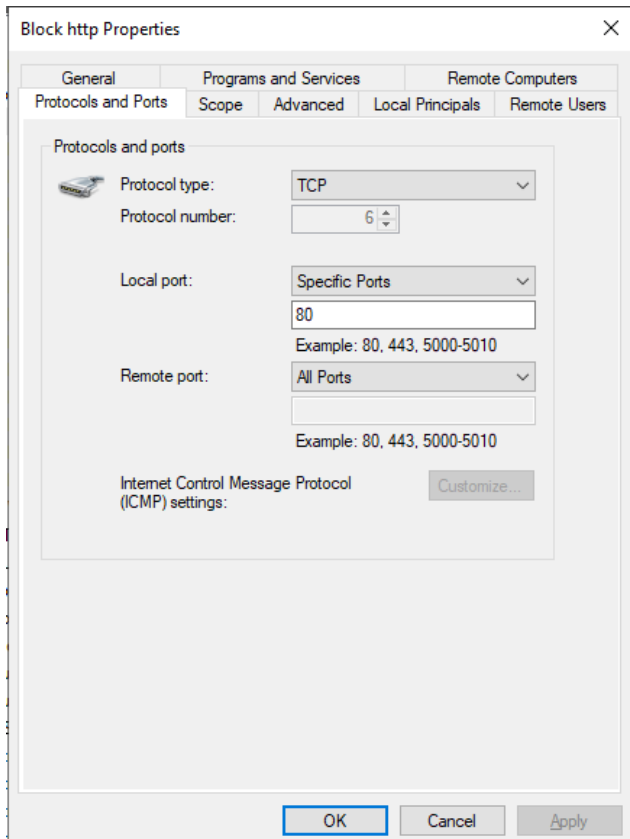 Block http Properties
General
Programs and Services
Remote Computers
Protocols and Ports
Scope
Advanced
Local Principals
Remote Users
Protocols and ports
Protocol type:
TCP
Protocol number:
6
Local port:
Specific Ports
80
Example: 80, 443, 5000-5010
Remote port:
All Ports
Example: 80, 443, 5000-5010
Internet Control Message Protocol
(ICMP) settings:
Customize...
OK
Cancel
Apply